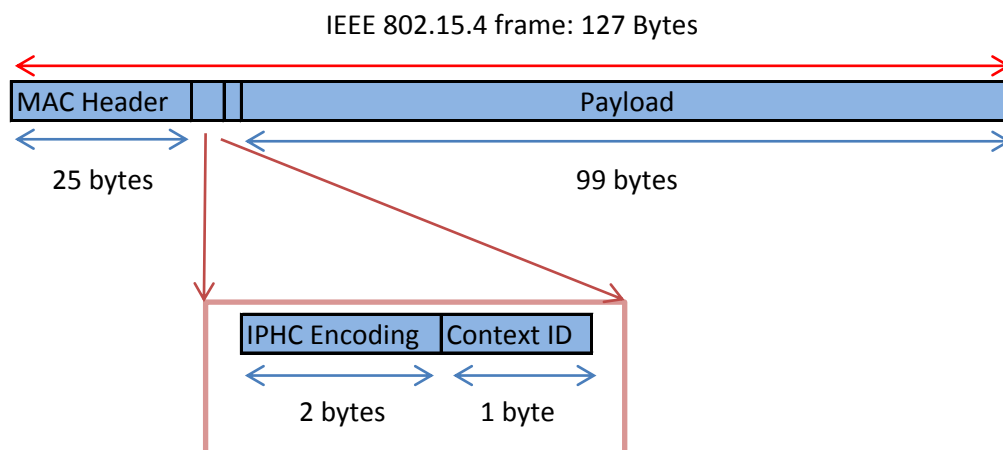 IEEE 802.15.4 frame: 127 Bytes
MAC Header
Payload
25 bytes
99 bytes
IPHC Encoding
Context ID
2 bytes
1 byte